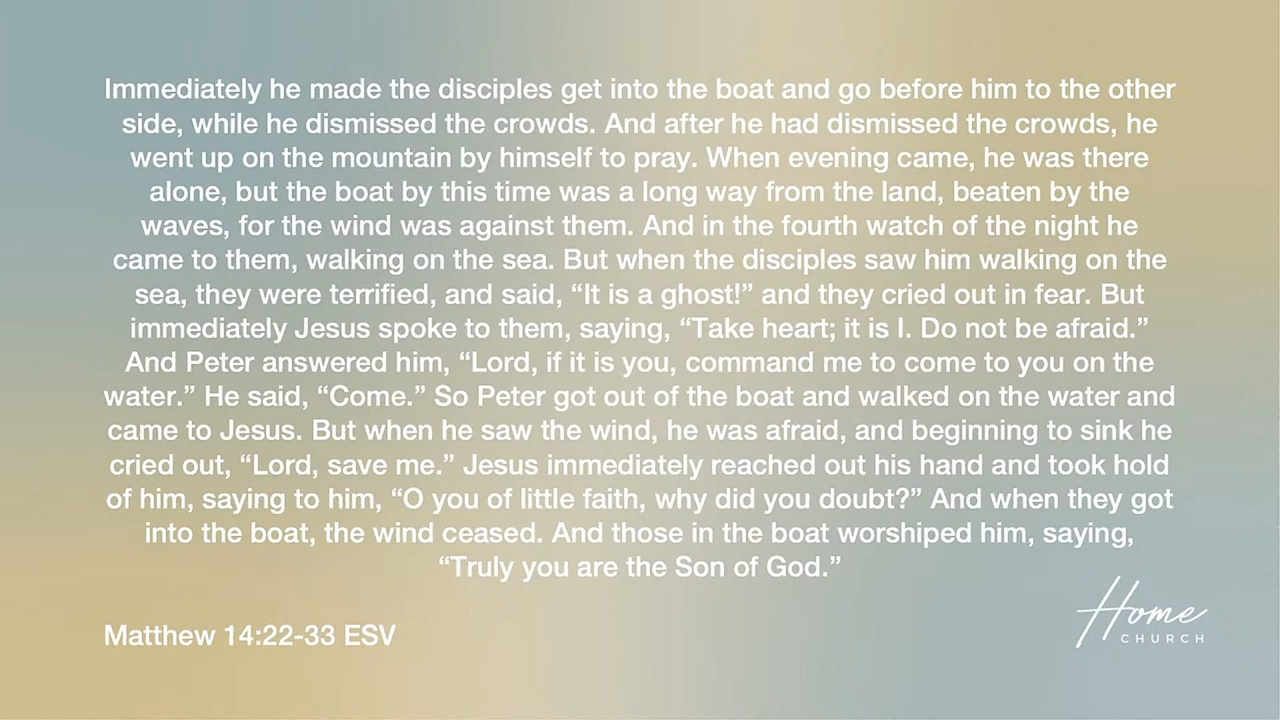 Immediately he made the disciples get into the boat and go before him to the other
side, while he dismissed the crowds. And after he had dismissed the crowds, he
went up on the mountain by himself to pray. When evening came, he was there
alone, but the boat by this time was a long way from the land, beaten by the
waves, for the wind was against them. And in the fourth watch of the night he
came to them, walking on the sea. But when the disciples saw him walking on the
sea, they were terrified, and said, “It is a ghost!” and they cried out in fear. But
immediately Jesus spoke to them, saying, “Take heart; it is I. Do not be afraid.”
And Peter answered him, “Lord, if it is you, command me to come to you on the
water.” He said, “Come.” So Peter got out of the boat and walked on the water and
came to Jesus. But when he saw the wind, he was afraid, and beginning to sink he
cried out, “Lord, save me.” Jesus immediately reached out his hand and took hold
of him, saying to him, “O you of little faith, why did you doubt?” And when they got
into the boat, the wind ceased. And those in the boat worshiped him, saying,
“Truly you are the Son of God.”
Matthew 14:22-33 ESV
Home
CHURCH